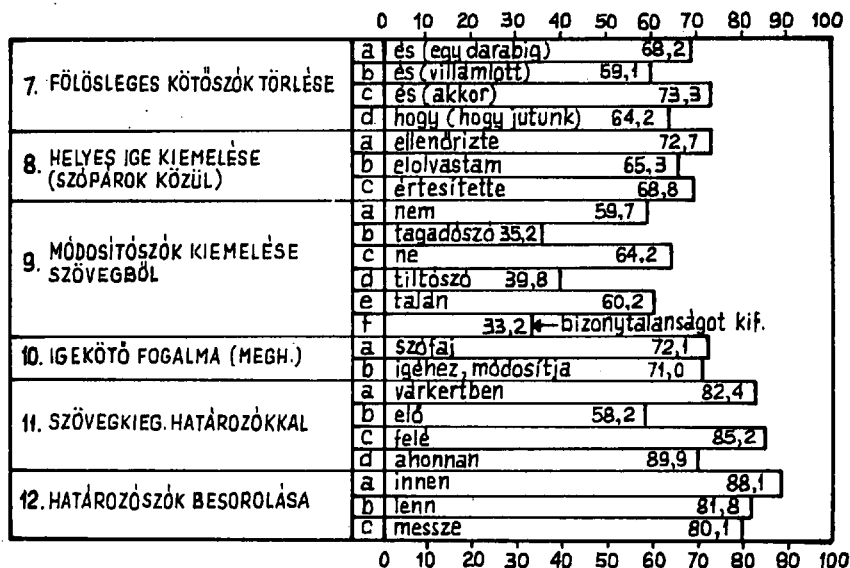 0 10 20 30 40 50 60 70 80 90 100
7. FÖLÖSLEGES KÖTŐSZÓK TÖRLÉSE
a és (egy darabig) 68,2
b és (villámlott) 59,1
c és (akkor) 73,3
d hogy (hogy jutunk) 64,2
8. HELYES IGE KIEMELÉSE
(SZÓPÁROK KÖZÜL)
a ellenőrizte 72,7
b elolvastam 65,3
c értesítette 68,8
9. MÓDOSÍTÓSZÓK KIEMELÉSE
SZÖVEGBŐL
a nem 59,7
b tagadószó 35,2
c ne 64,2
d tiltószó 39,8
e talán 60,2
f 33,2 ←bizonytalanságot kif.
10. IGEKÖTŐ FOGALMA (MEGH.)
a szófaj 72,1
b igéhez, módosítja 71,0
11. SZÖVEGKIEG. HATÁROZÓKKAL
a várkertben 82,4
b elő 58,2
c felé 85,2
d ahonnan 89,9
12. HATÁROZÓSZÓK BESOROLÁSA
a innen 88,1
b lenn 81,8
c messze 80,1
0 10 20 30 40 50 60 70 80 90 100